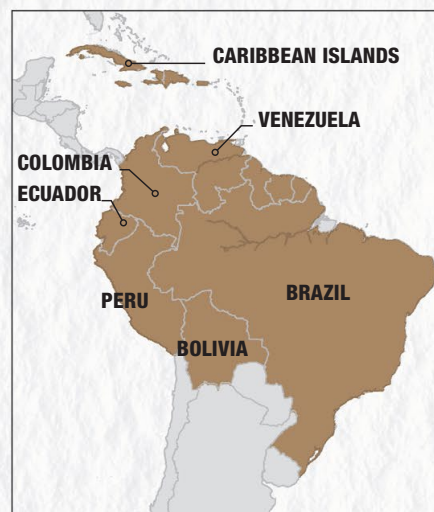 CARIBBEAN ISLANDS
VENEZUELA
COLOMBIA
ECUADOR
PERU
BRAZIL
BOLIVIA